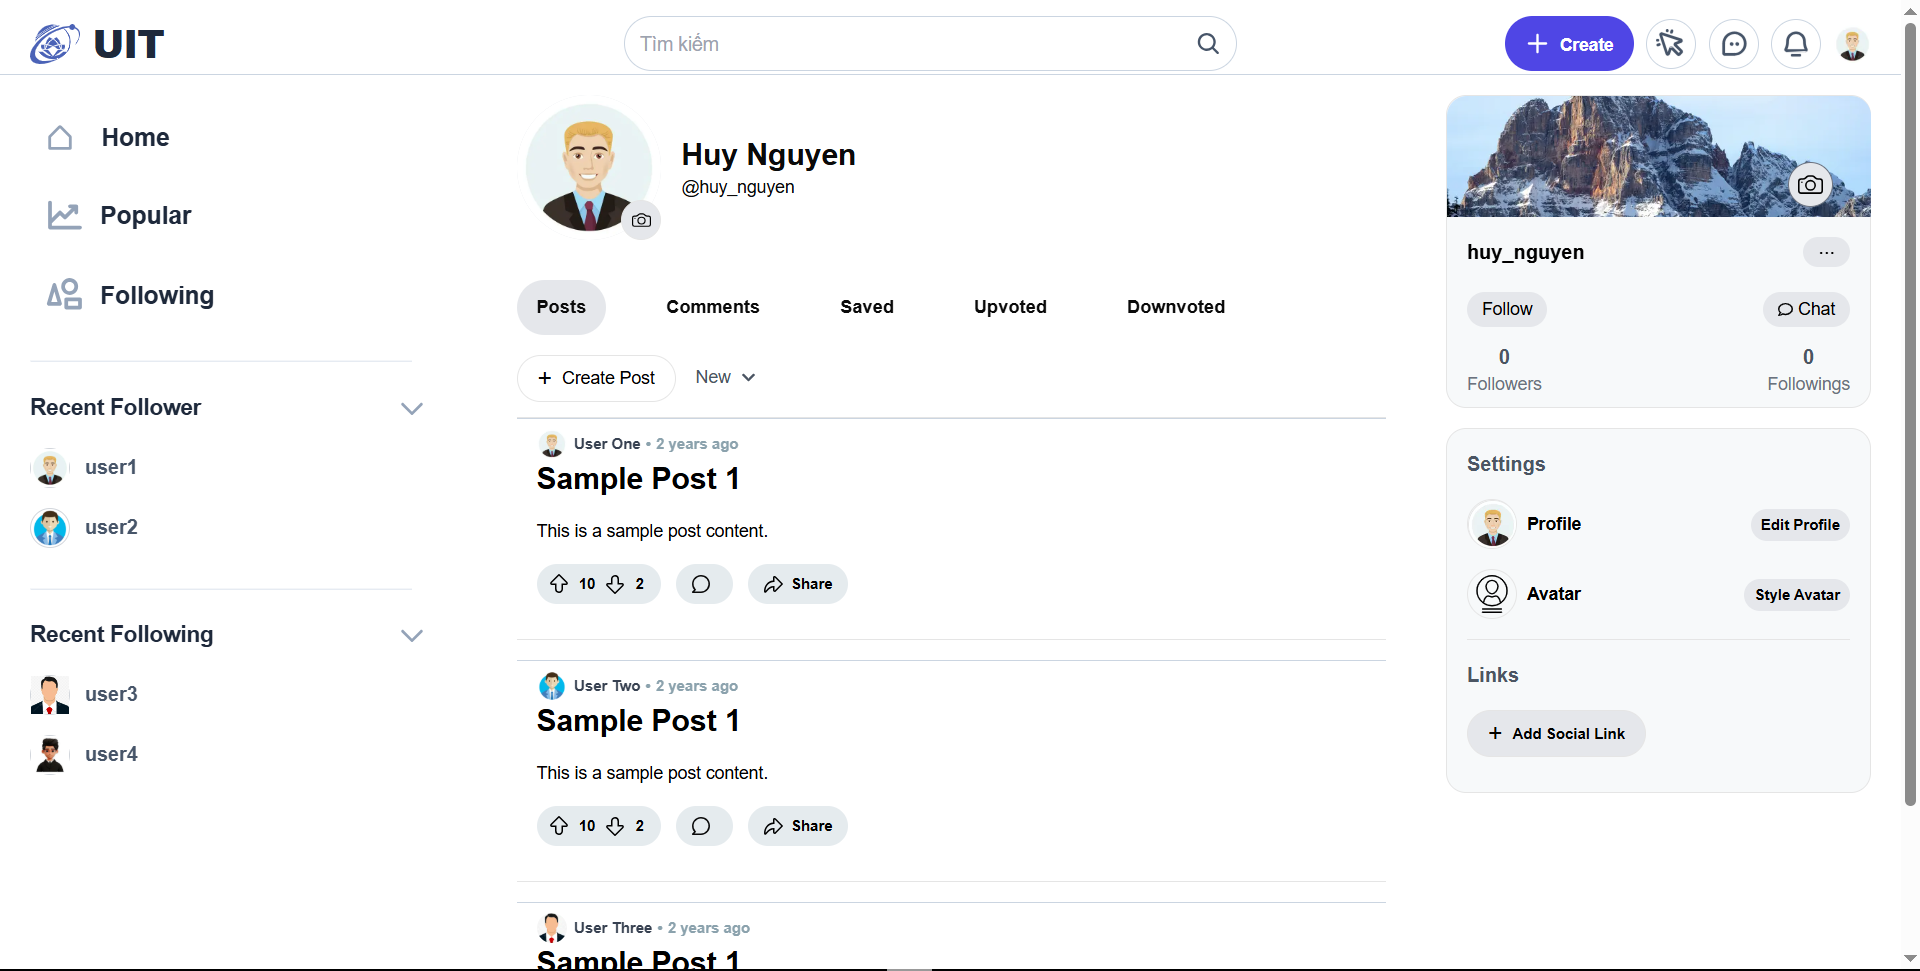 UIT
Tìm kiếm
Create
Home
Popular
Following
Recent Follower
user1
user2
Recent Following
user3
user4
Huy Nguyen
@huy_nguyen
Posts Comments Saved Upvoted Downvoted
Create Post New
User One • 2 years ago
Sample Post 1
This is a sample post content.
10 2 Share
User Two • 2 years ago
Sample Post 1
This is a sample post content.
10 2 Share
User Three • 2 years ago
Sample Post 1
huy_nguyen
...
Follow Chat
0 0
Followers Followings
Settings
Profile Edit Profile
Avatar Style Avatar
Links
Add Social Link